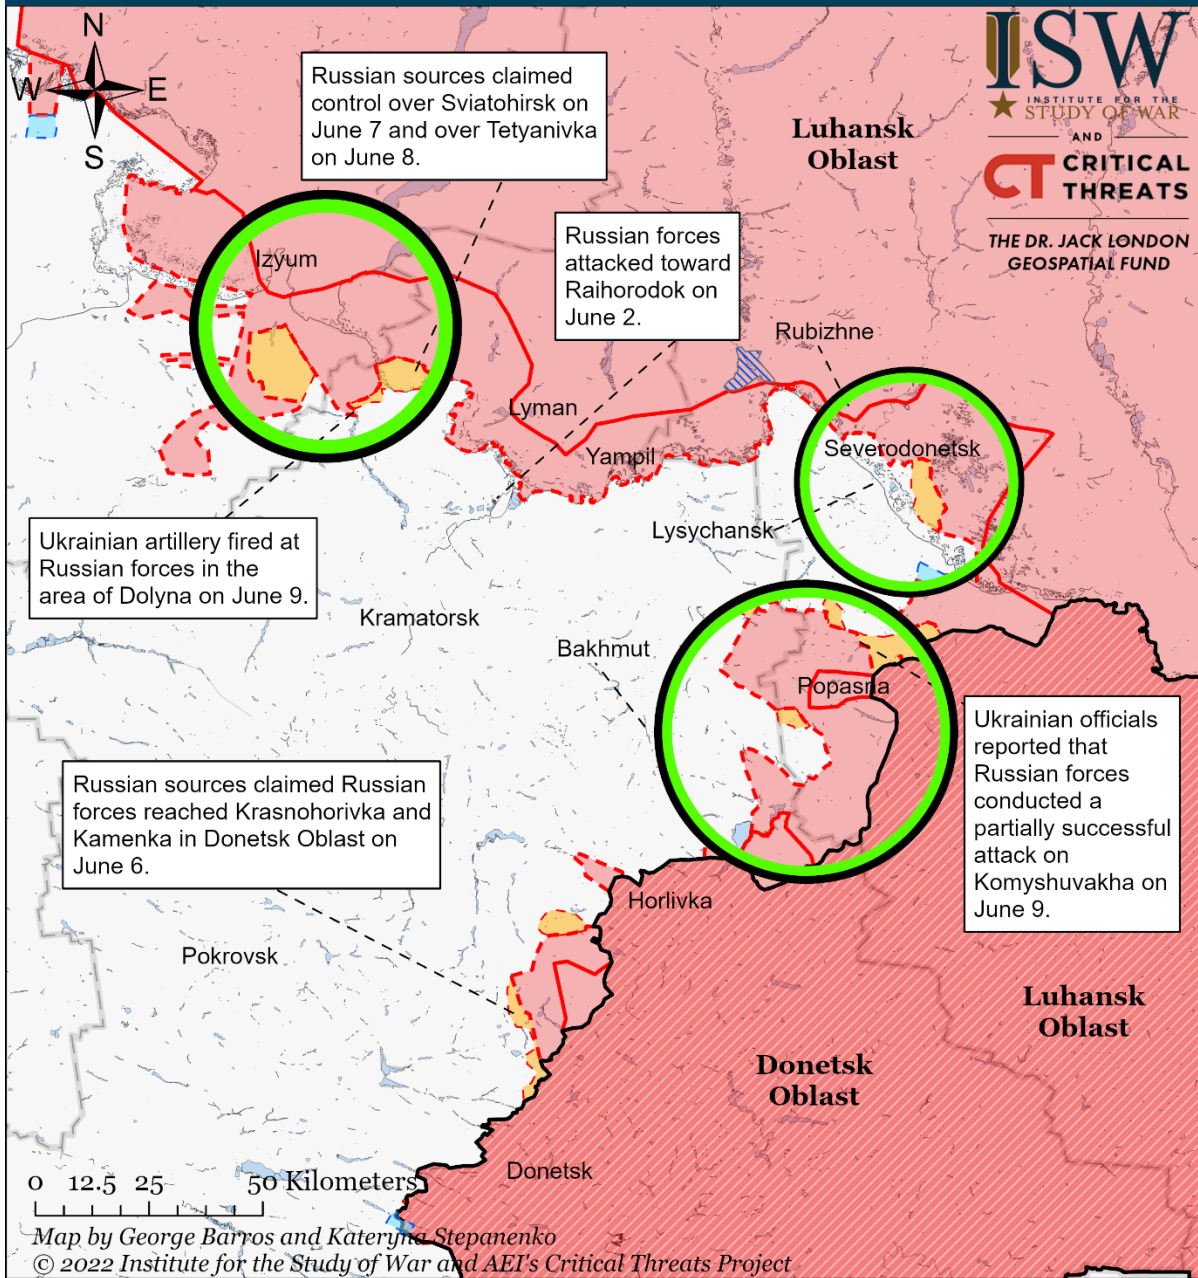 N
W
E
S
Russian sources claimed
control over Sviatohirsk on
June 7 and over Tetyanivka
on June 8.
ISW
INSTITUTE FOR THE
STUDY OF WAR
AND
CT CRITICAL
THREATS
THE DR. JACK LONDON
GEOSPATIAL FUND
Luhansk
Oblast
Russian forces
attacked toward
Raihorodok on
June 2.
Izyum
Rubizhne
Lyman
Yampil
Severodonetsk
Lysychansk
Ukrainian artillery fired at
Russian forces in the
area of Dolyna on June 9.
Kramatorsk
Bakhmut
Popasna
Ukrainian officials
reported that
Russian forces
conducted a
partially successful
attack on
Komyshuvakha on
June 9.
Russian sources claimed Russian
forces reached Krasnohorivka and
Kamenka in Donetsk Oblast on
June 6.
Horlivka
Pokrovsk
Luhansk
Oblast
Donetsk
Oblast
Donetsk
0 12.5 25 50 Kilometers
Map by George Barros and Kateryna Stepanenko
© 2022 Institute for the Study of War and AEI's Critical Threats Project